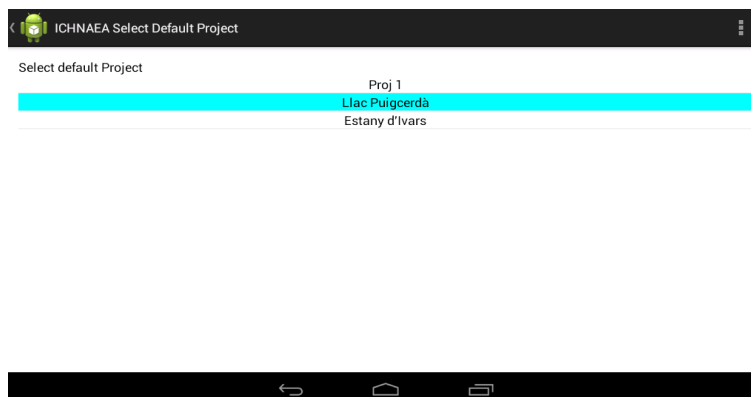 ICHNAEA Select Default Project
Select default Project
Proj 1
Llac Puigcerdà
Estany d'Ivars